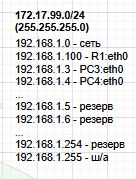 172.17.99.0/24
(255.255.255.0)
192.168.1.0 - сеть
192.168.1.100 - R1:eth0
192.168.1.3 - PC3:eth0
192.168.1.4 - PC4:eth0
...
192.168.1.5 - резерв
192.168.1.6 - резерв
...
192.168.1.254 - резерв
192.168.1.255 - ш/а